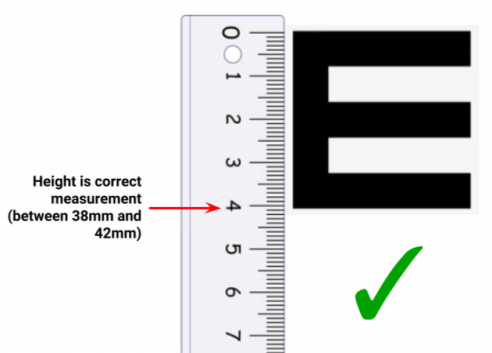 0
1
2
3
Height is correct
measurement
(between 38mm and
42mm)
4
5
6
7
E